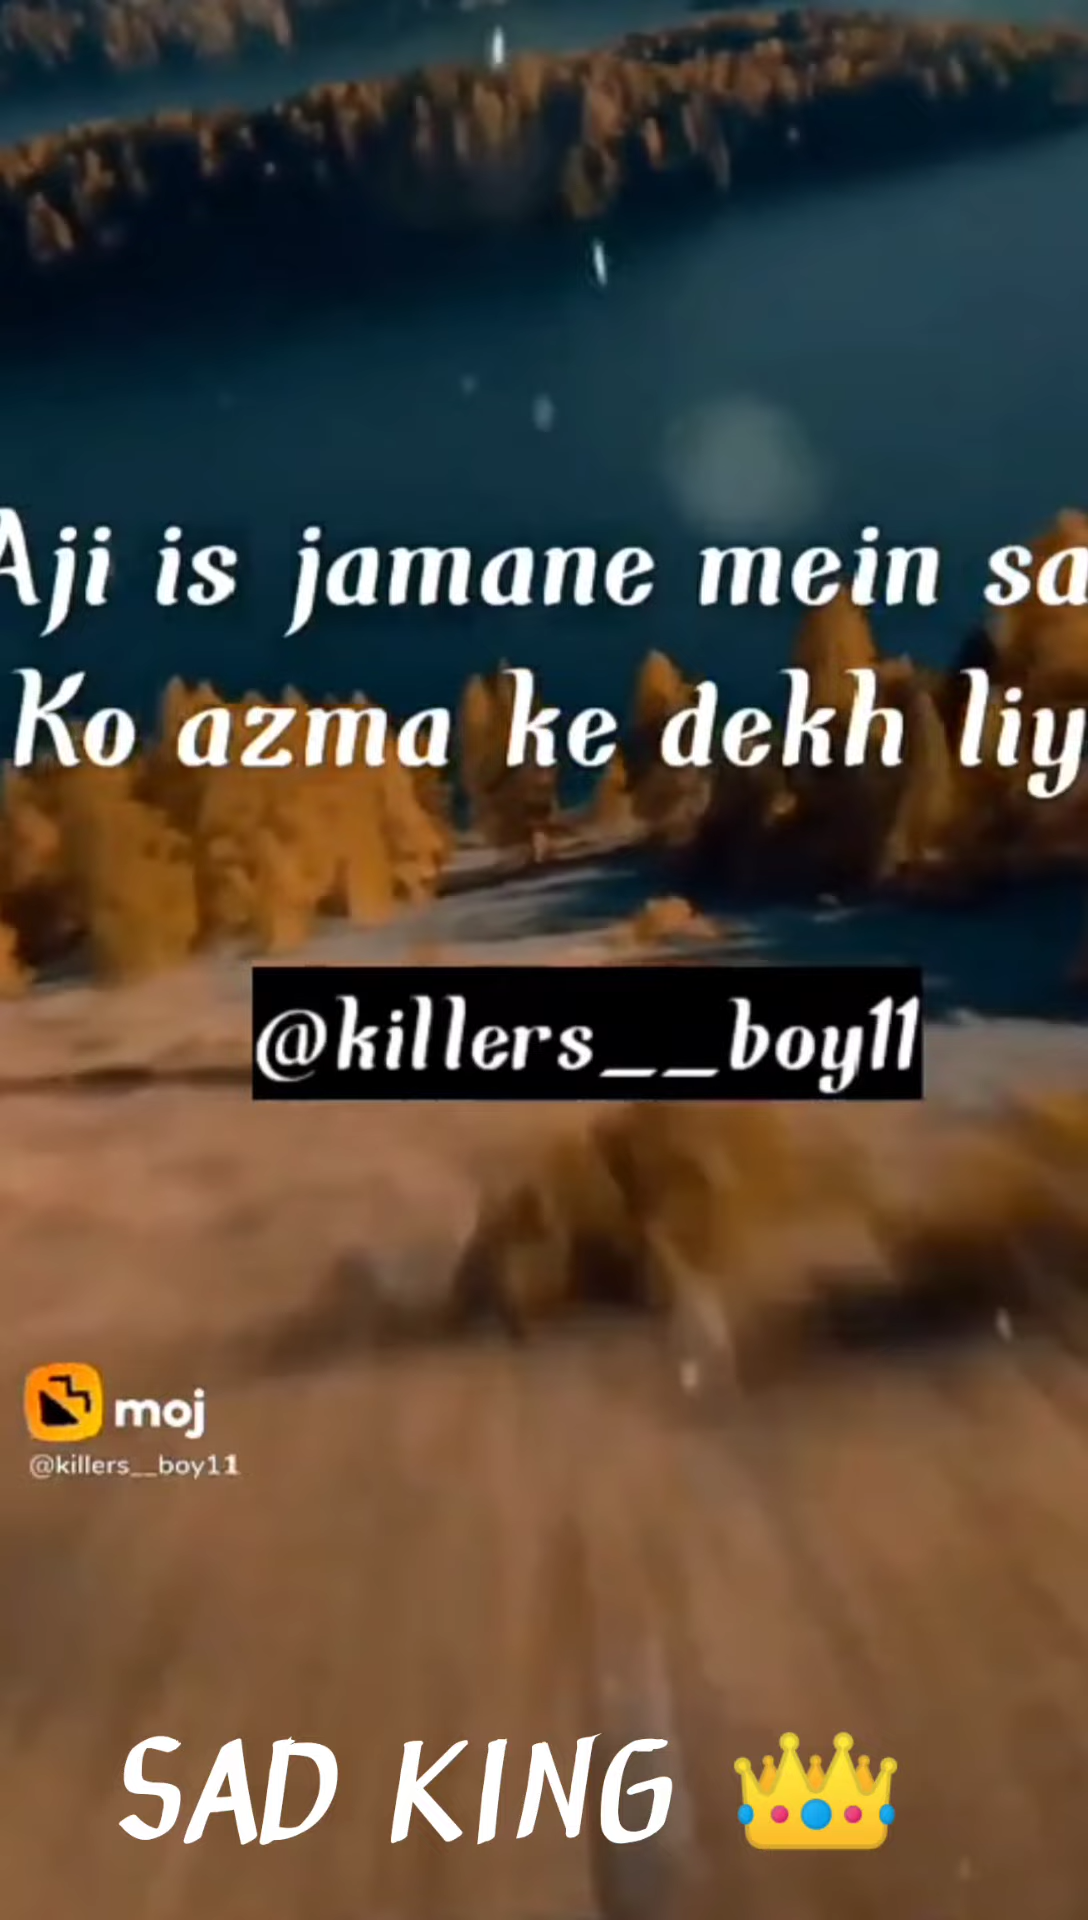 Aji is jamane mein sa
Ko azma ke dekh liy
@killers__boy11
moj
@killers__boy11
SAD KING 👑